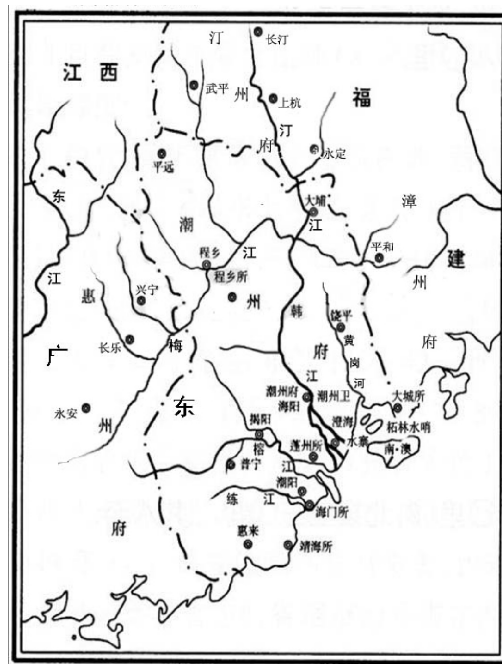 汀
长汀
江西
武平
州
上杭
福
汀
府
江
永定
平远
东
大埔
漳
潮
江
江
平和
建
程乡
程乡所
江
惠
兴宁
州
州
韩
饶平
黄
府
长乐
梅
岗
府
广
河
江
潮州府
潮州卫
大城所
海阳
永安
东
州
揭阳
澄海
柘林水哨
榕
水寨
南·澳
蓬州所
普宁
江
潮阳
练
江
海门所
府
惠来
靖海所